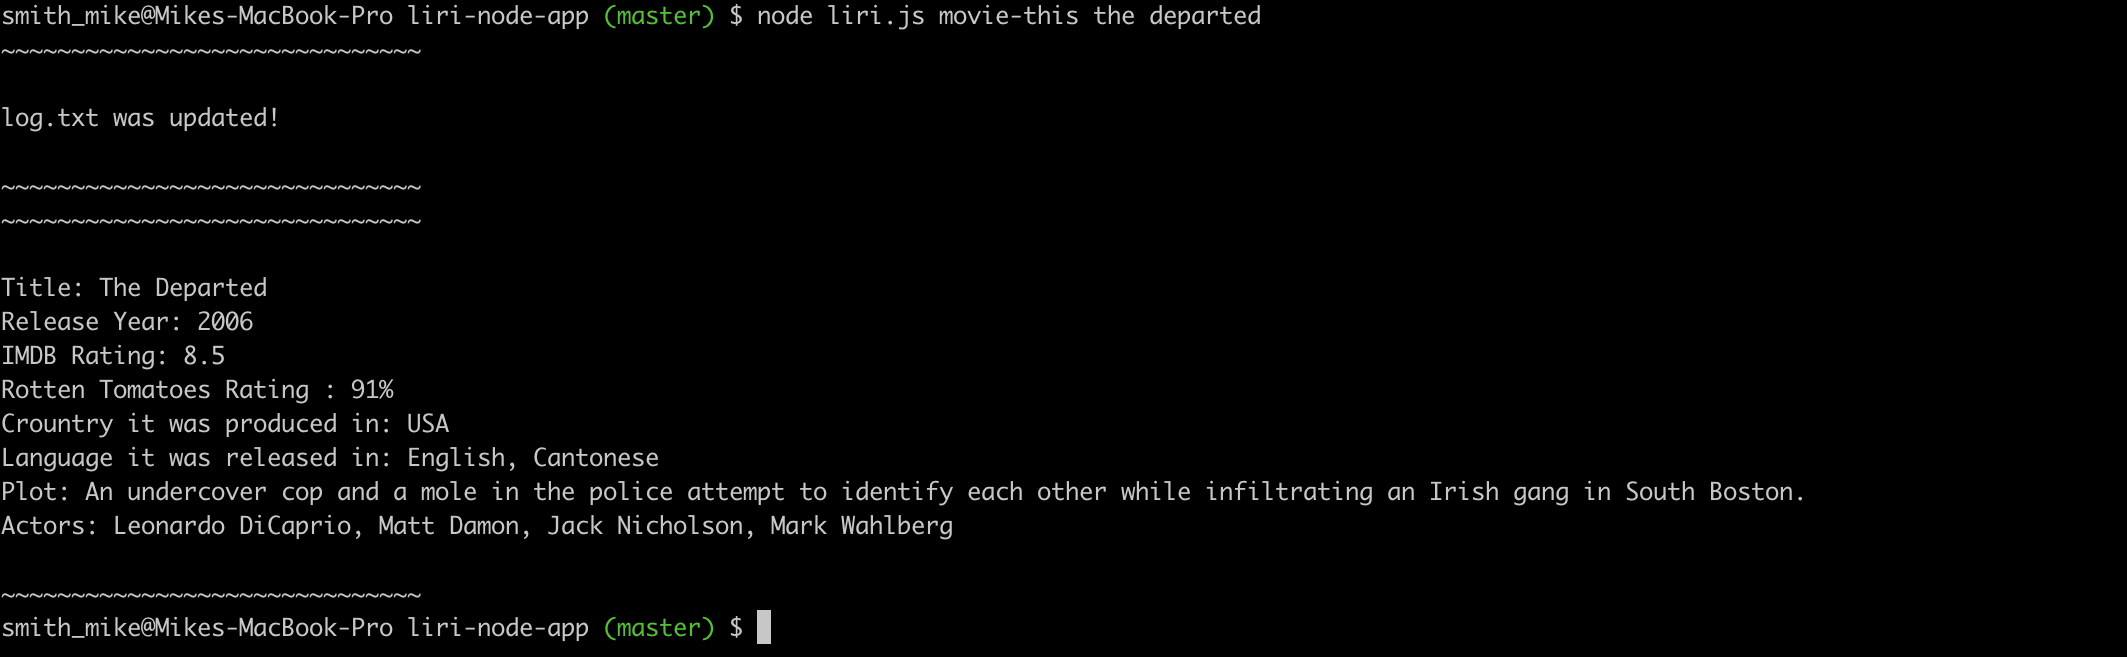 smith_mike@Mikes-MacBook-Pro liri-node-app (master) $ node liri.js movie-this the departed
~~~~~~~~~~~~~~~~~~~~~~~~~~~~~~
log.txt was updated!
~~~~~~~~~~~~~~~~~~~~~~~~~~~~~~
~~~~~~~~~~~~~~~~~~~~~~~~~~~~~~
Title: The Departed
Release Year: 2006
IMDB Rating: 8.5
Rotten Tomatoes Rating : 91%
Crountry it was produced in: USA
Language it was released in: English, Cantonese
Plot: An undercover cop and a mole in the police attempt to identify each other while infiltrating an Irish gang in South Boston.
Actors: Leonardo DiCaprio, Matt Damon, Jack Nicholson, Mark Wahlberg
~~~~~~~~~~~~~~~~~~~~~~~~~~~~~~
smith_mike@Mikes-MacBook-Pro liri-node-app (master) $